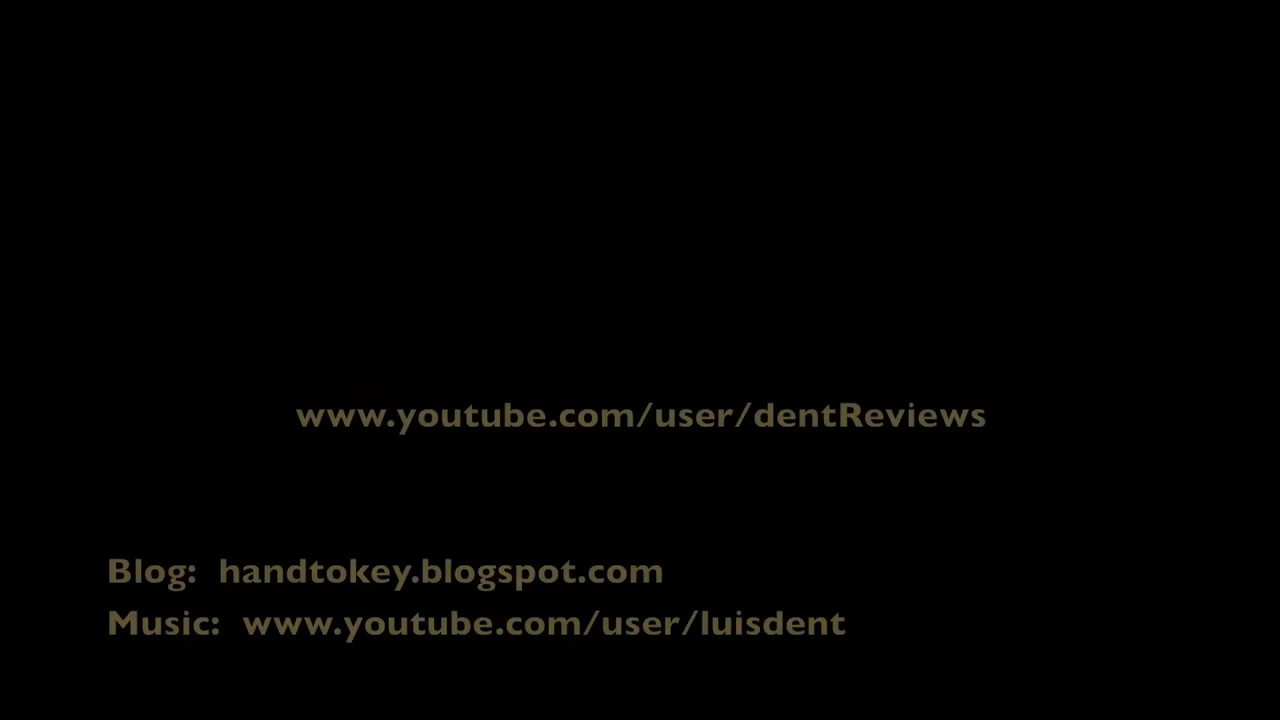 www.youtube.com/user/dentReviews
Blog: handtokey.blogspot.com
Music: www.youtube.com/user/luisdent